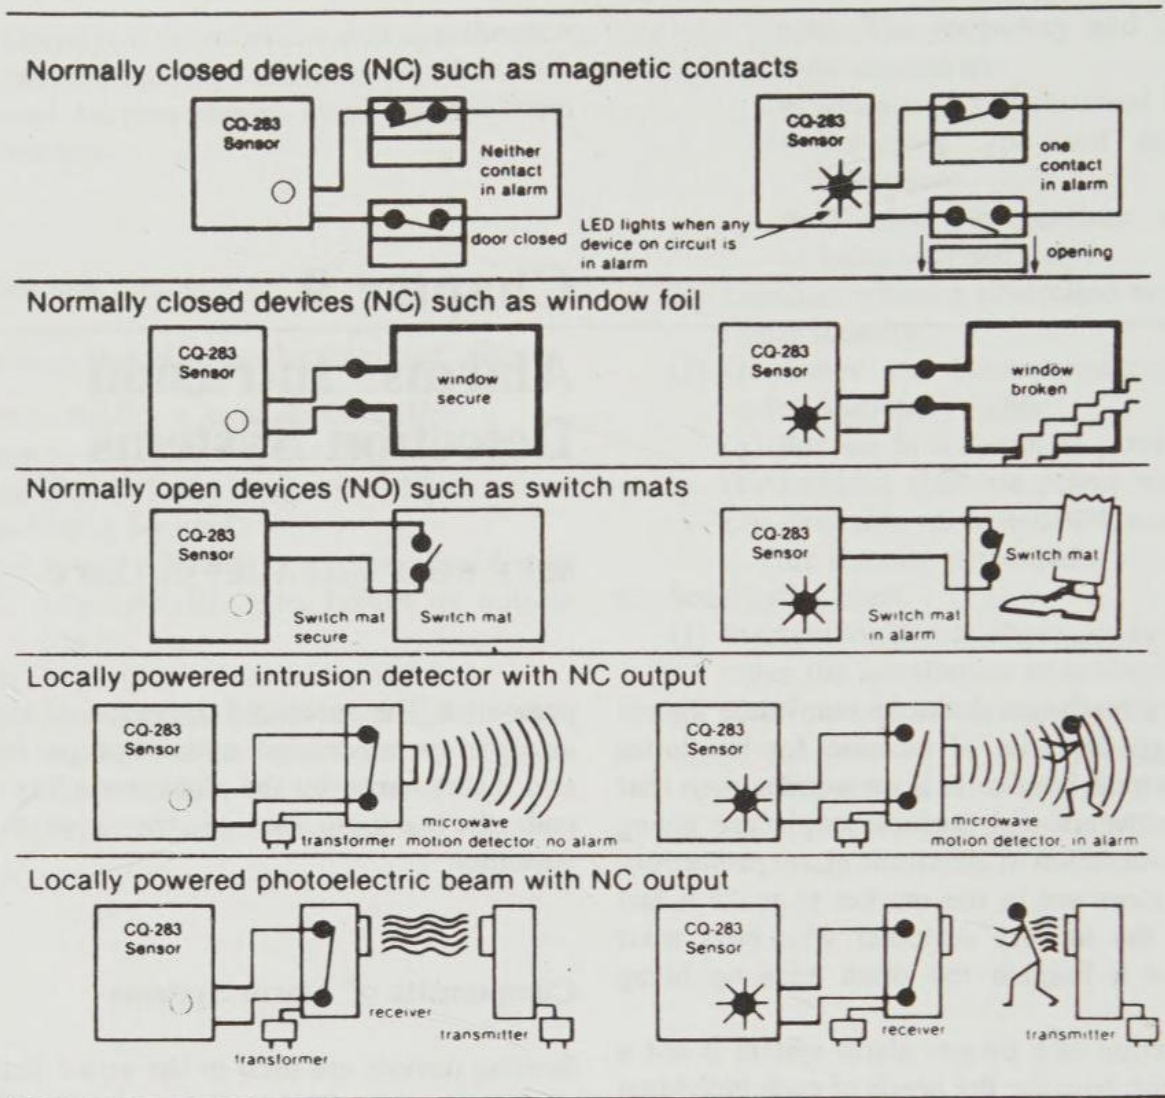 Normally closed devices (NC) such as magnetic contacts
CQ-283
Sensor
Neither
contact
in alarm
door closed
CQ-283
Sensor
one
contact
in alarm
LED lights when any
device on circuit is
in alarm
opening
Normally closed devices (NC) such as window foil
CQ-283
Sensor
window
secure
CQ-283
Sensor
window
broken
Normally open devices (NO) such as switch mats
CQ-283
Sensor
Switch mat
secure
Switch mat
CQ-283
Sensor
Switch mat
Switch mat
in alarm
Locally powered intrusion detector with NC output
CQ-283
Sensor
transformer
microwave
motion detector, no alarm
CQ-283
Sensor
microwave
motion detector, in alarm
Locally powered photoelectric beam with NC output
CQ-283
Sensor
receiver
transmitter
transformer
CQ-283
Sensor
receiver
transmitter